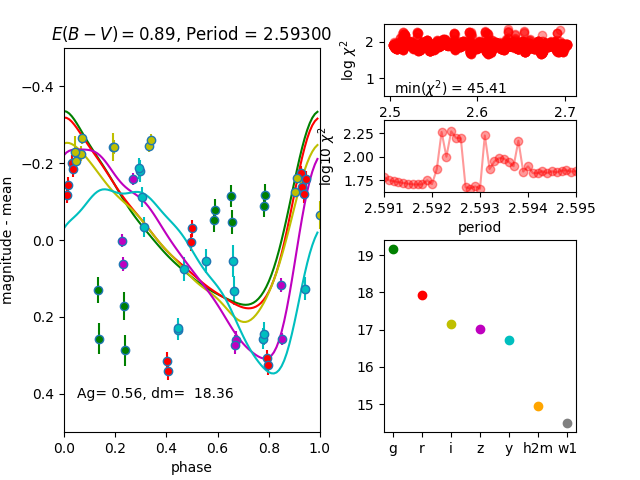 E(B − V) = 0.89, Period = 2.59300
magnitude - mean
−0.4
−0.2
0.0
0.2
0.4
Ag= 0.56, dm=  18.36
0.0 0.2 0.4 0.6 0.8 1.0
phase
log χ²
2
1
min(χ²) = 45.41
2.5 2.6 2.7
log10 χ²
2.25
2.00
1.75
2.591 2.592 2.593 2.594 2.595
period
19
18
17
16
15
g r i z y h2m w1